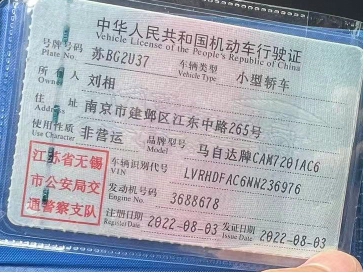 中华人民共和国机动车行驶证
Vehicle License of the People's Republic of China
号牌号码 Plate No. 苏BG2U37 车辆类型 Vehicle Type 小型轿车
所有人 Owner 刘相
住址 Address 南京市建邺区江东中路265号
使用性质 Use Character 非营运 品牌型号 Model 马自达牌CAM7201AC6
车辆识别代号 VIN LVRHDFAC6NN236976
发动机号码 Engine No. 3688678
注册日期 Register Date 2022-08-03 发证日期 Issue Date 2022-08-03
江苏省无锡
市公安局交
通警察支队